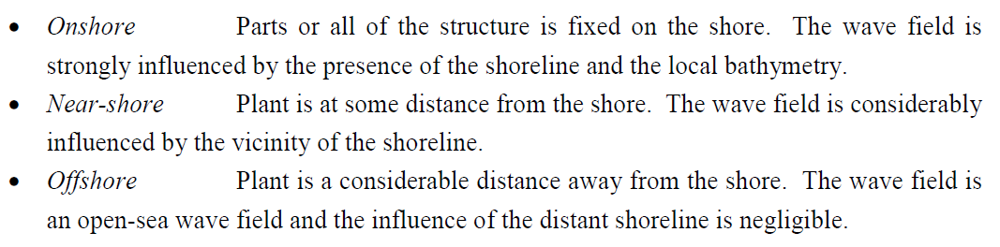 • Onshore Parts or all of the structure is fixed on the shore. The wave field is
strongly influenced by the presence of the shoreline and the local bathymetry.
• Near-shore Plant is at some distance from the shore. The wave field is considerably
influenced by the vicinity of the shoreline.
• Offshore Plant is a considerable distance away from the shore. The wave field is
an open-sea wave field and the influence of the distant shoreline is negligible.